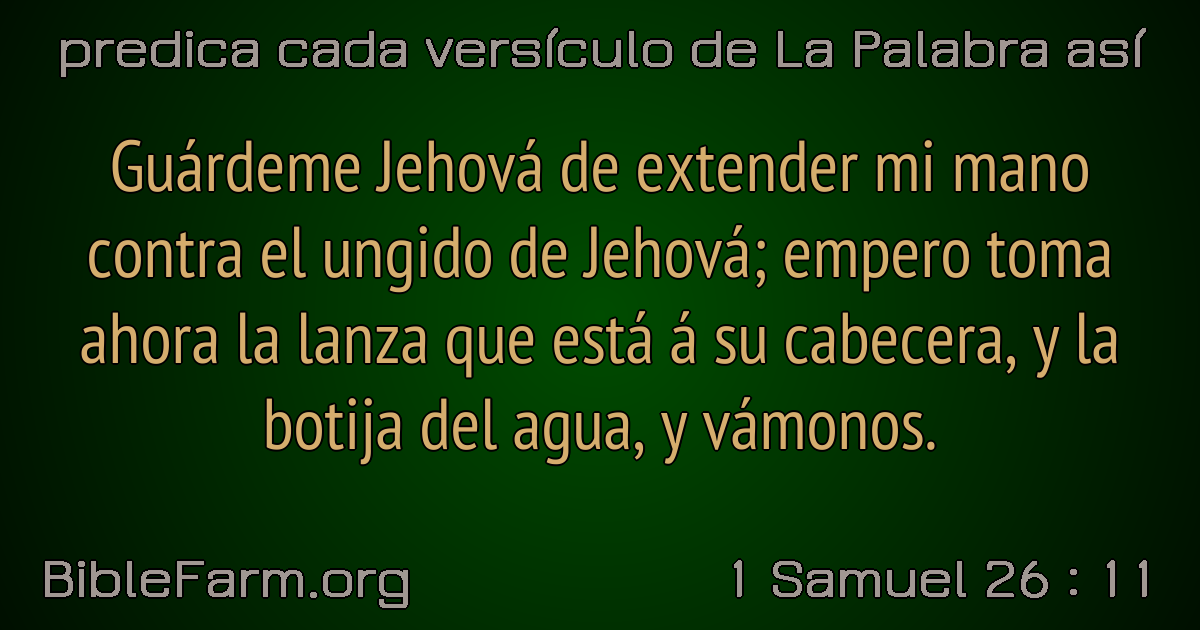 predica cada versículo de La Palabra así
Guárdeme Jehová de extender mi mano
contra el ungido de Jehová; empero toma
ahora la lanza que está á su cabecera, y la
botija del agua, y vámonos.
BibleFarm.org
1 Samuel 26 : 11